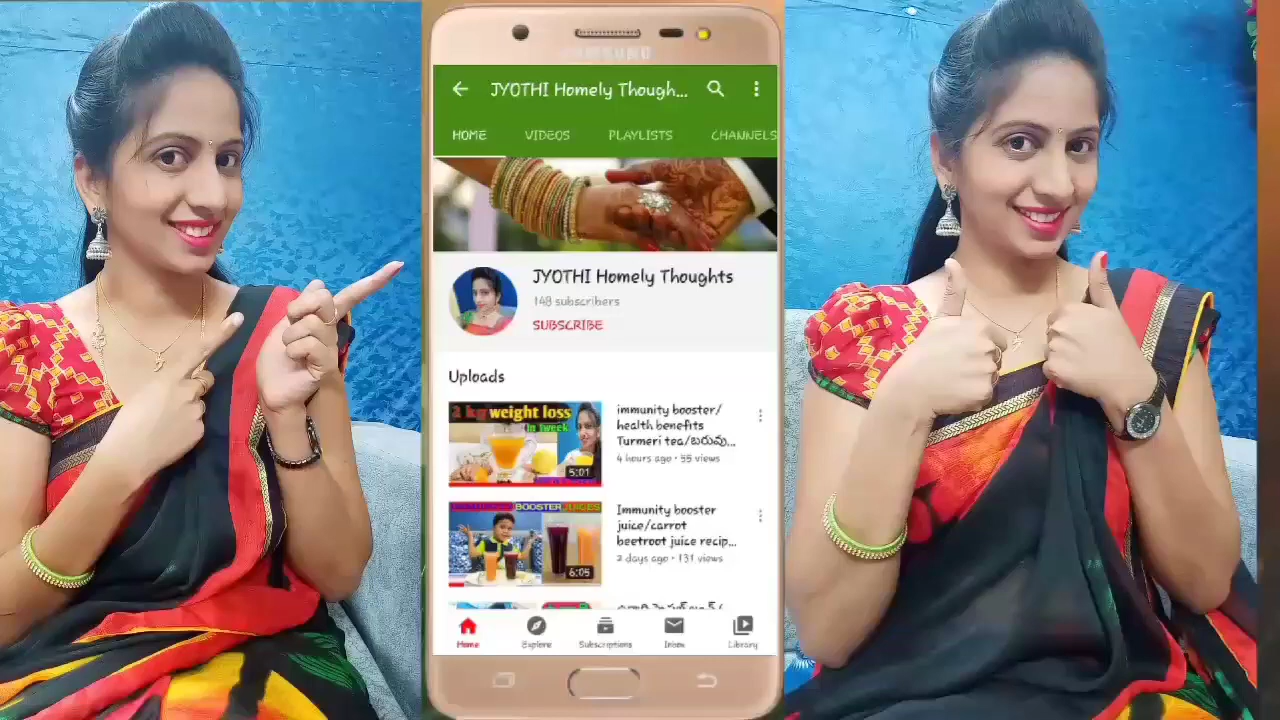 SAMSUNG
JYOTHI Homely Though...
HOME VIDEOS PLAYLISTS CHANNELS
JYOTHI Homely Thoughts
148 subscribers
SUBSCRIBE
Uploads
2 kg weight loss
in 1week
5:01
immunity booster/
health benefits
Turmeri tea/బరువు...
4 hours ago • 55 views
BOOSTER JUICES
6:05
Immunity booster
juice/carrot
beetroot juice recip...
2 days ago • 131 views
Home Explore Subscriptions Inbox Library